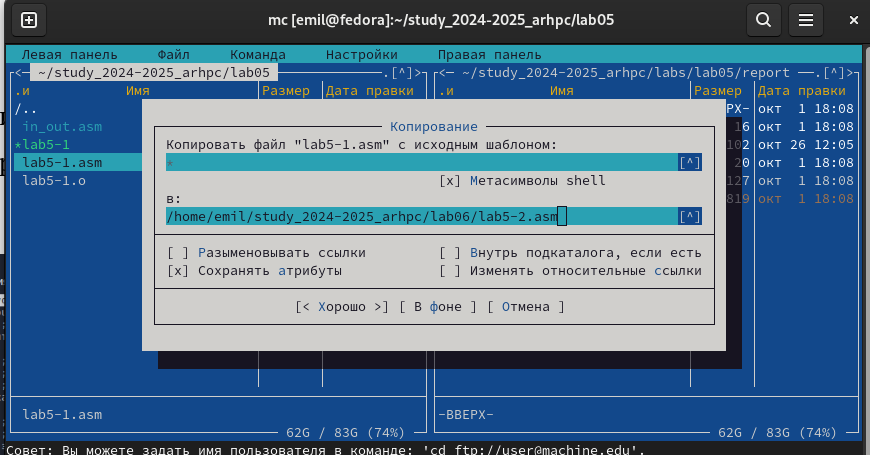 mc [emil@fedora]:~/study_2024-2025_arhpc/lab05
Левая панель Файл Команда Настройки Правая панель
<— ~/study_2024-2025_arhpc/lab05 .[^]> <— ~/study_2024-2025_arhpc/labs/lab05/report —.[^]>
.и Имя Размер Дата правки .и Имя Размер Дата правки
/.. РХ- окт 1 18:08
in_out.asm 16 окт 1 18:08
*lab5-1 102 окт 26 12:05
lab5-1.asm 20 окт 1 18:08
lab5-1.o 127 окт 1 18:08
819 окт 1 18:08
Копирование
Копировать файл "lab5-1.asm" с исходным шаблоном:
* [^]
[x] Метасимволы shell
в:
/home/emil/study_2024-2025_arhpc/lab06/lab5-2.asm [^]
[ ] Разыменовывать ссылки [ ] Внутрь подкаталога, если есть
[x] Сохранять атрибуты [ ] Изменять относительные ссылки
[< Хорошо >] [ В фоне ] [ Отмена ]
lab5-1.asm -ВВЕРХ-
62G / 83G (74%) 62G / 83G (74%)
Совет: Вы можете задать имя пользователя в команде: 'cd ftp://user@machine.edu'.